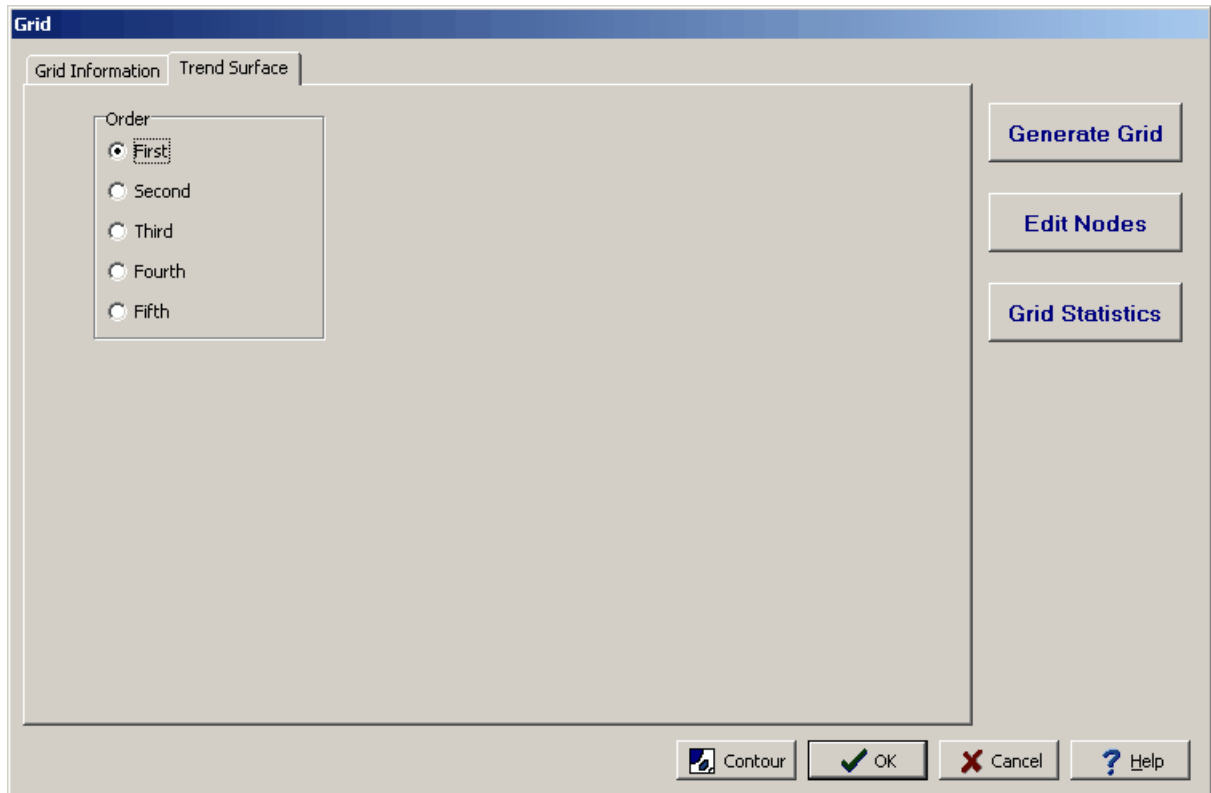 Grid
Grid Information Trend Surface
Order
First
Second
Third
Fourth
Fifth
Generate Grid
Edit Nodes
Grid Statistics
Contour OK Cancel Help